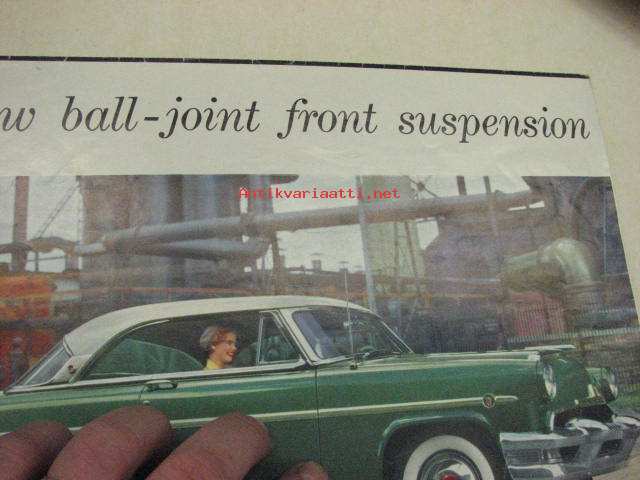 w ball-joint front suspension
Antikvariaatti.net